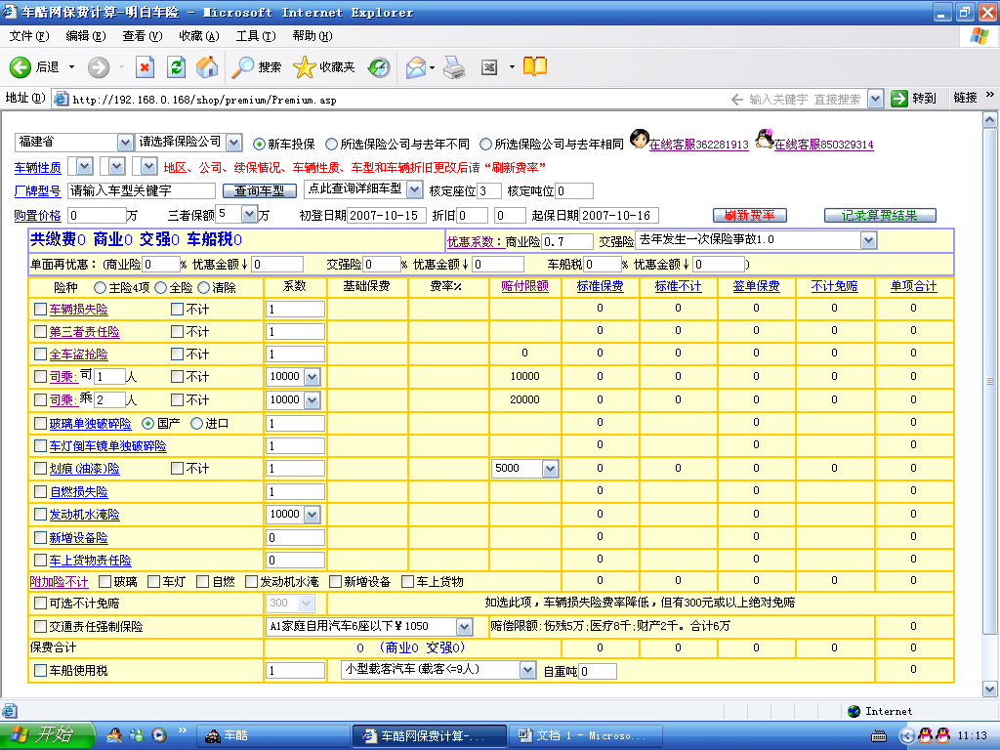 车酷网保费计算-明白车险 - Microsoft Internet Explorer
文件(F) 编辑(E) 查看(V) 收藏(A) 工具(T) 帮助(H)
后退 搜索 收藏夹
地址(D) http://192.168.0.168/shop/premium/Premium.asp 输入关键字 直接搜索 转到 链接 »
福建省 请选择保险公司 新车投保 所选保险公司与去年不同 所选保险公司与去年相同 在线客服362281913 在线客服850329314
车辆性质 地区、公司、续保情况、车辆性质、车型和车辆折旧更改后请“刷新费率”
厂牌型号 请输入车型关键字 查询车型 点此查询详细车型 核定座位 3 核定吨位 0
购置价格 0 万 三者保额 5 万 初登日期 2007-10-15 折旧 0 0 起保日期 2007-10-16 刷新费率 记录算费结果
共缴费0 商业0 交强0 车船税0 优惠系数:商业险 0.7 交强险 去年发生一次保险事故1.0
单面再优惠:(商业险 0 % 优惠金额↓ 0 交强险 0 % 优惠金额↓ 0 车船税 0 % 优惠金额↓ 0 )
险种 主险4项 全险 清除 系数 基础保费 费率% 赔付限额 标准保费 标准不计 签单保费 不计免赔 单项合计
车辆损失险 不计 1 0 0 0 0 0
第三者责任险 不计 1 0 0 0 0 0
全车盗抢险 不计 1 0 0 0 0 0 0
司乘:司 1 人 不计 10000 10000 0 0 0 0 0
司乘:乘 2 人 不计 10000 20000 0 0 0 0 0
玻璃单独破碎险 国产 进口 1 0 0 0
车灯倒车镜单独破碎险 1 0 0 0
划痕(油漆)险 不计 1 5000 0 0 0 0 0
自燃损失险 1 0 0 0
发动机水淹险 10000 0 0 0
新增设备险 0 0 0 0
车上货物责任险 0 0 0 0
附加险不计 玻璃 车灯 自燃 发动机水淹 新增设备 车上货物 0 0 0 0 0
可选不计免赔 300 如选此项，车辆损失险费率降低，但有300元或以上绝对免赔
交通责任强制保险 A1家庭自用汽车6座以下￥1050 赔偿限额:伤残5万;医疗8千;财产2千。合计6万 0
保费合计 0 (商业0 交强0) 0 0 0 0 0
车船使用税 1 小型载客汽车(载客<=9人) 自重吨 0 0
Internet
开始 » 车酷 车酷网保费计算-... 文档 1 - Microso... 11:13